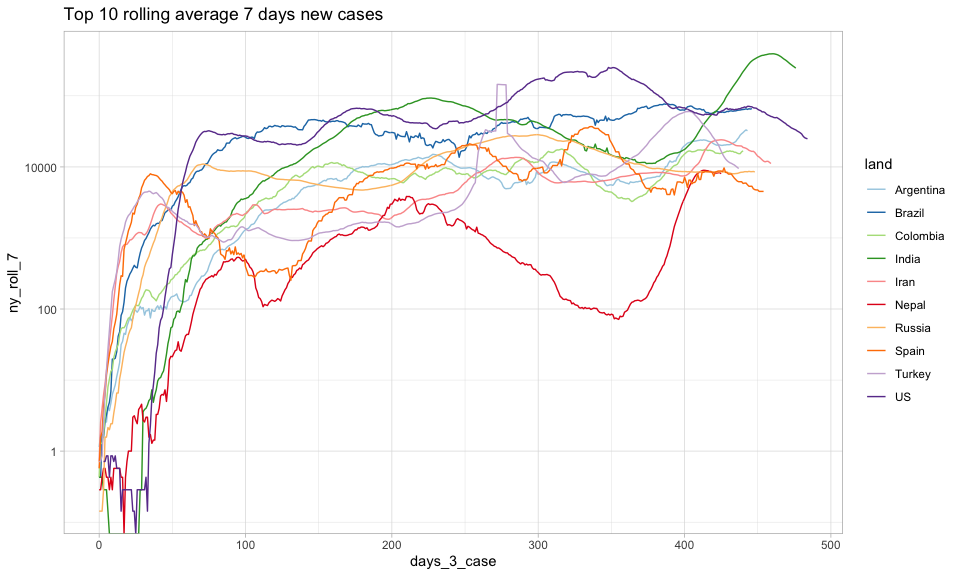 Top 10 rolling average 7 days new cases
ny_roll_7
10000
100
1
0
100
200
300
400
500
days_3_case
land
Argentina
Brazil
Colombia
India
Iran
Nepal
Russia
Spain
Turkey
US